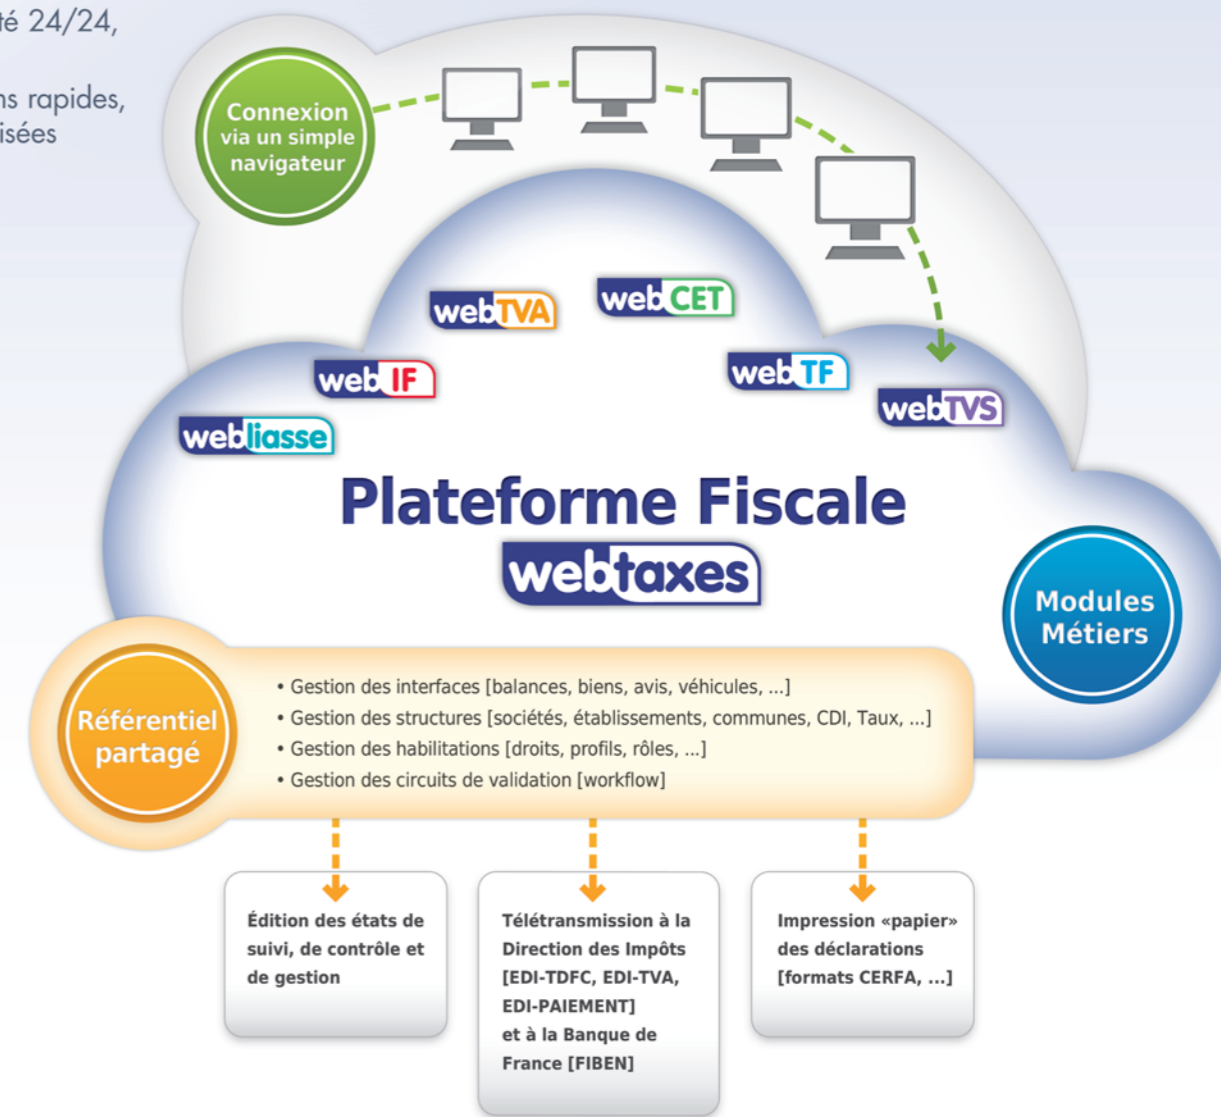 té 24/24,
ns rapides,
isées
Connexion
via un simple
navigateur
webTVA
webCET
webIF
webTF
webliasse
webTVS
Plateforme Fiscale
webtaxes
Modules
Métiers
Référentiel
partagé
• Gestion des interfaces [balances, biens, avis, véhicules, ...]
• Gestion des structures [sociétés, établissements, communes, CDI, Taux, ...]
• Gestion des habilitations [droits, profils, rôles, ...]
• Gestion des circuits de validation [workflow]
Édition des états de
suivi, de contrôle et
de gestion
Télétransmission à la
Direction des Impôts
[EDI-TDFC, EDI-TVA,
EDI-PAIEMENT]
et à la Banque de
France [FIBEN]
Impression «papier»
des déclarations
[formats CERFA, ...]